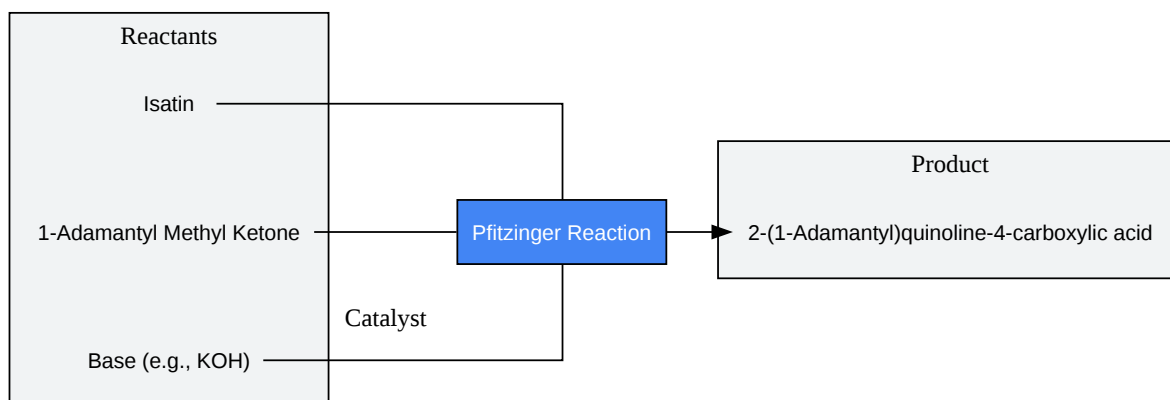 Reactants
Isatin
1-Adamantyl Methyl Ketone
Catalyst
Base (e.g., KOH)
Pfitzinger Reaction
Product
2-(1-Adamantyl)quinoline-4-carboxylic acid